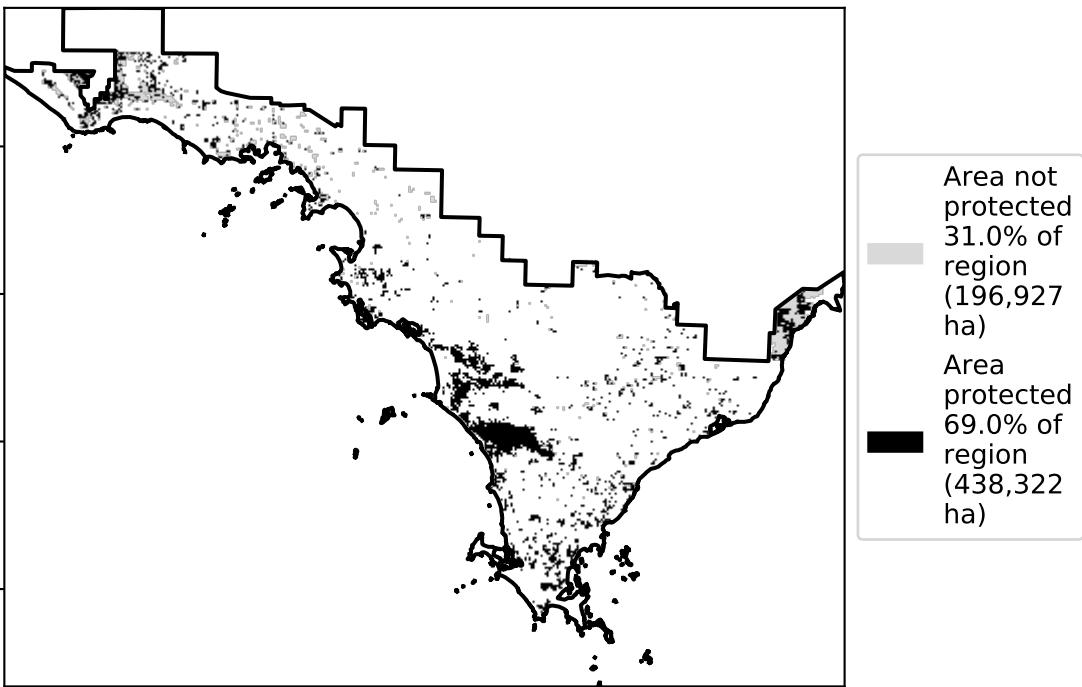 Area not
protected
31.0% of
region
(196,927
ha)
Area
protected
69.0% of
region
(438,322
ha)